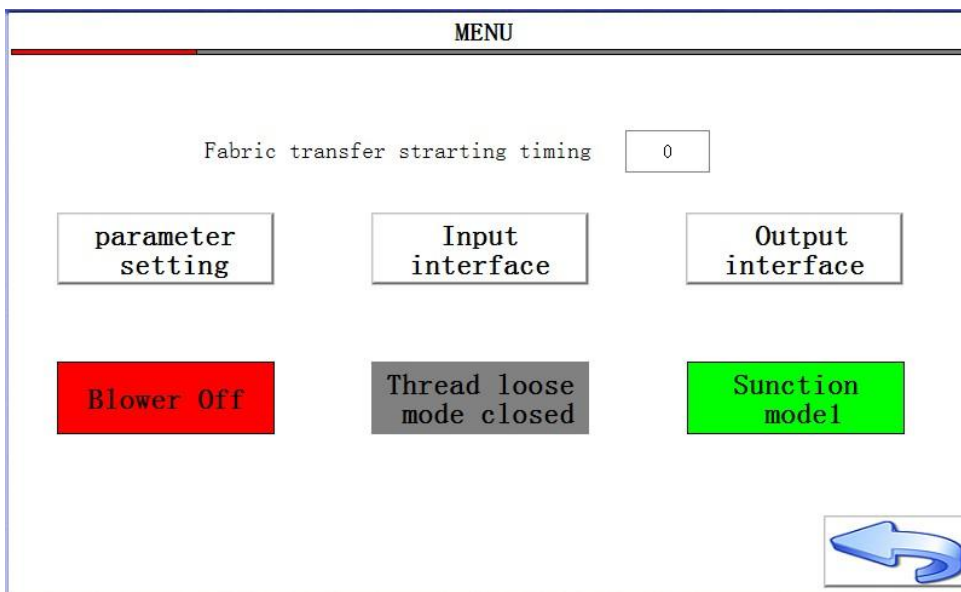 MENU
Fabric transfer strarting timing 0
parameter
setting
Input
interface
Output
interface
Blower Off
Thread loose
mode closed
Sunction
mode1